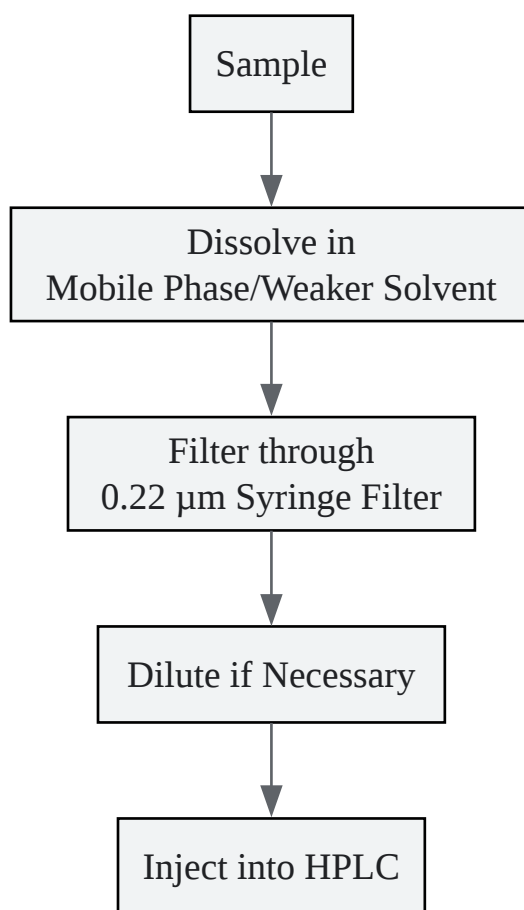 Sample
Dissolve in
Mobile Phase/Weaker Solvent
Filter through
0.22 µm Syringe Filter
Dilute if Necessary
Inject into HPLC